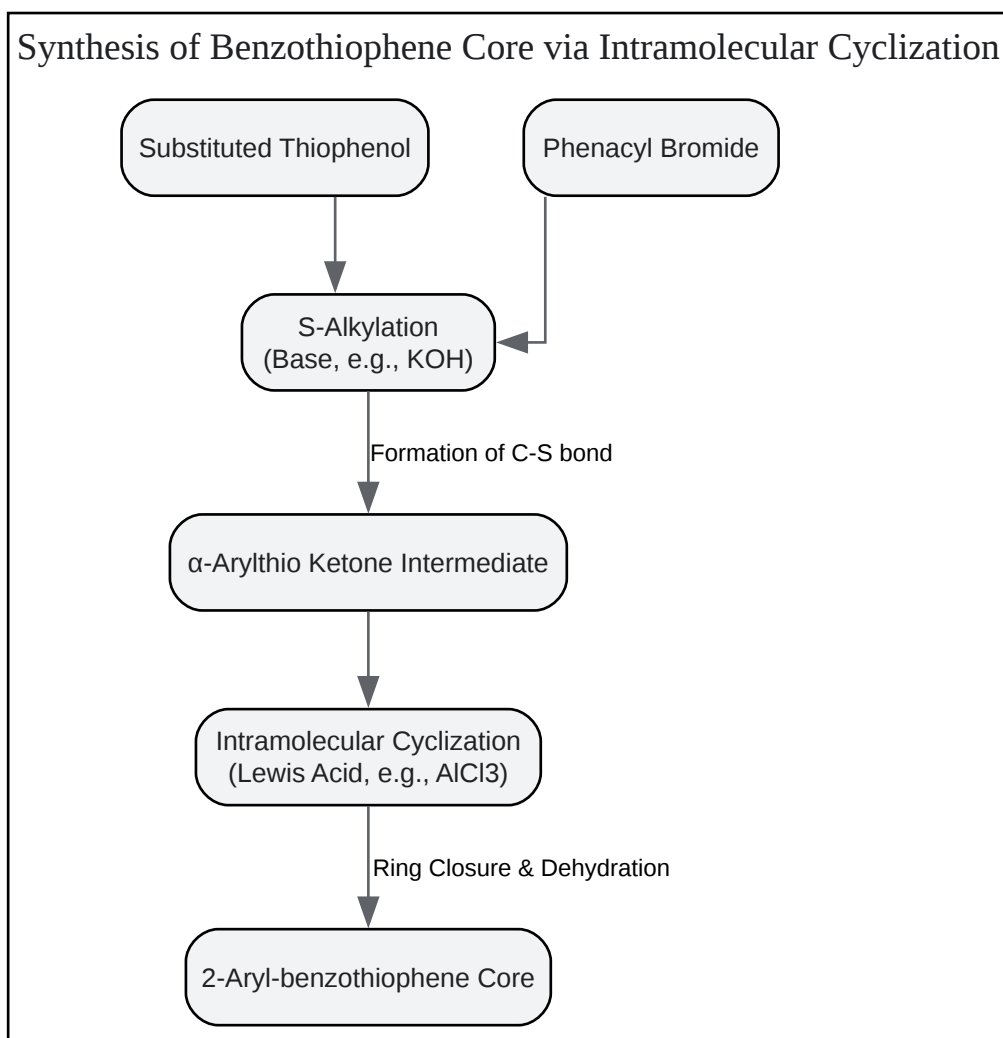 Synthesis of Benzothiophene Core via Intramolecular Cyclization
Substituted Thiophenol
Phenacyl Bromide
S-Alkylation
(Base, e.g., KOH)
Formation of C-S bond
α-Arylthio Ketone Intermediate
Intramolecular Cyclization
(Lewis Acid, e.g., AlCl3)
Ring Closure & Dehydration
2-Aryl-benzothiophene Core